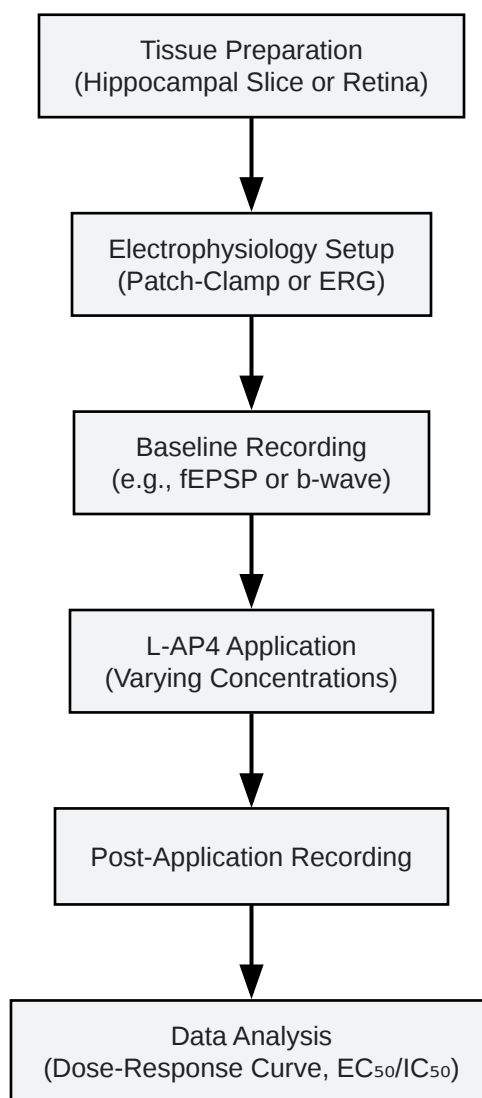 Tissue Preparation
(Hippocampal Slice or Retina)
Electrophysiology Setup
(Patch-Clamp or ERG)
Baseline Recording
(e.g., fEPSP or b-wave)
L-AP4 Application
(Varying Concentrations)
Post-Application Recording
Data Analysis
(Dose-Response Curve, EC₅₀/IC₅₀)